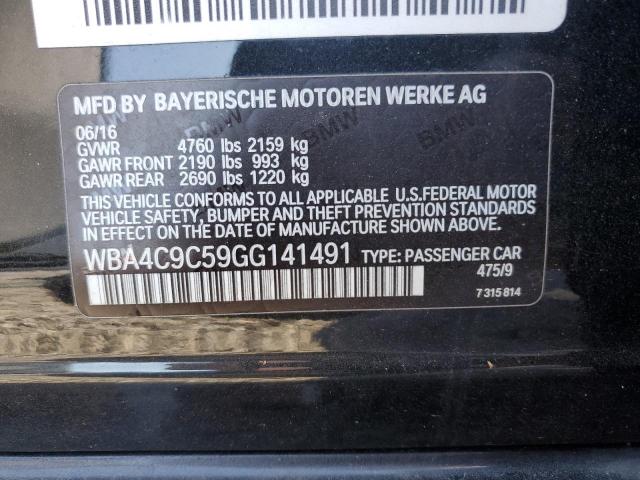 MFD BY BAYERISCHE MOTOREN WERKE AG
06/16
GVWR 4760 lbs 2159 kg
GAWR FRONT 2190 lbs 993 kg
GAWR REAR 2690 lbs 1220 kg
THIS VEHICLE CONFORMS TO ALL APPLICABLE U.S.FEDERAL MOTOR
VEHICLE SAFETY, BUMPER AND THEFT PREVENTION STANDARDS
IN EFFECT ON THE DATE OF MANUFACTURE SHOWN ABOVE.
WBA4C9C59GG141491 TYPE: PASSENGER CAR
475/9
7 315 814
BMW
BMW
BMW